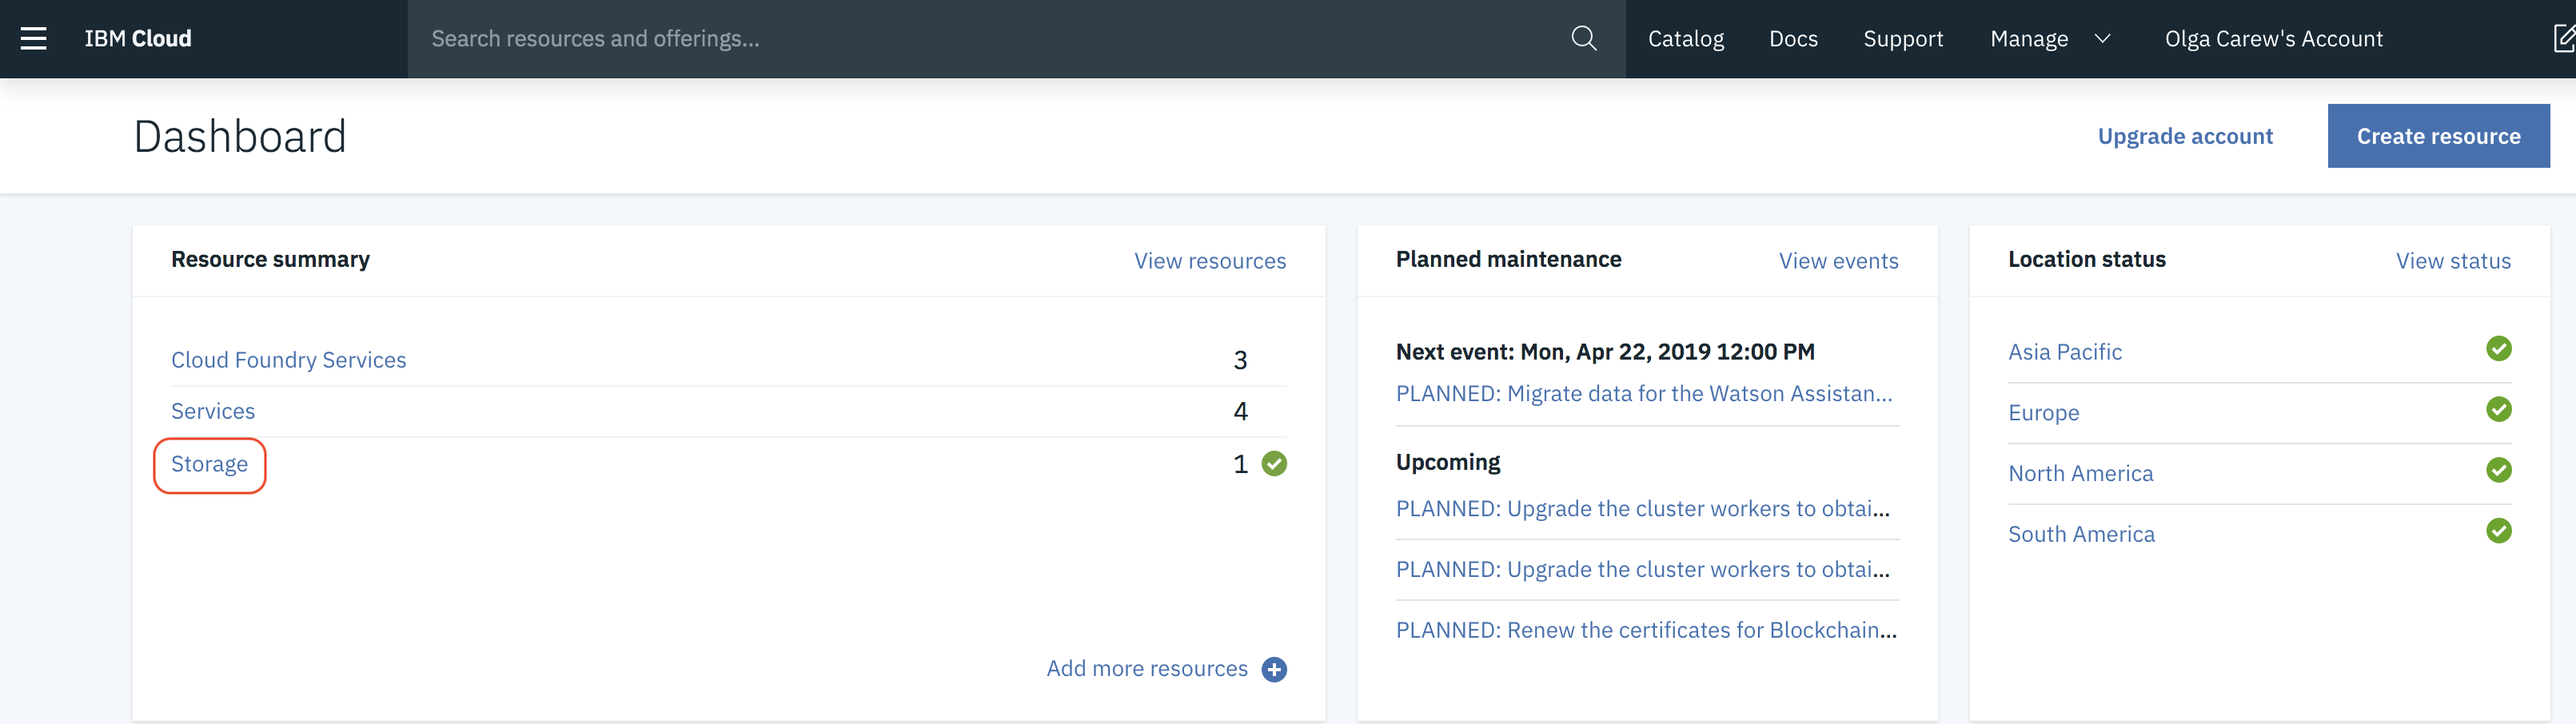 IBM Cloud
Search resources and offerings...
Catalog
Docs
Support
Manage
Olga Carew's Account
Dashboard
Upgrade account
Create resource
Resource summary
View resources
Cloud Foundry Services
3
Services
4
Storage
1
Add more resources
Planned maintenance
View events
Next event: Mon, Apr 22, 2019 12:00 PM
PLANNED: Migrate data for the Watson Assistan...
Upcoming
PLANNED: Upgrade the cluster workers to obtai...
PLANNED: Upgrade the cluster workers to obtai...
PLANNED: Renew the certificates for Blockchain...
Location status
View status
Asia Pacific
Europe
North America
South America